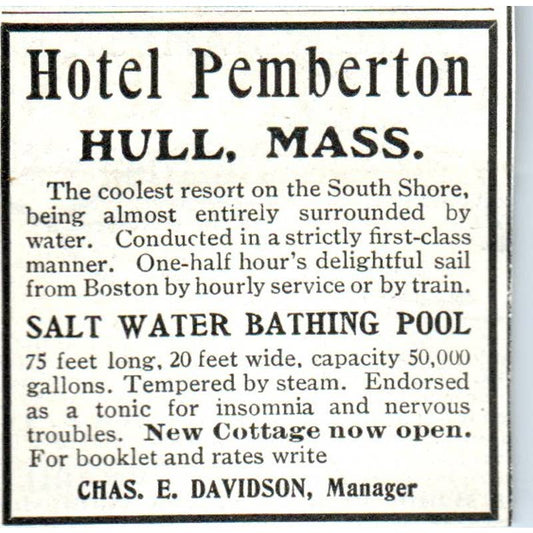 Hotel Pemberton
HULL, MASS.
The coolest resort on the South Shore,
being almost entirely surrounded by
water. Conducted in a strictly first-class
manner. One-half hour's delightful sail
from Boston by hourly service or by train.
SALT WATER BATHING POOL
75 feet long, 20 feet wide, capacity 50,000
gallons. Tempered by steam. Endorsed
as a tonic for insomnia and nervous
troubles. New Cottage now open.
For booklet and rates write
CHAS. E. DAVIDSON, Manager